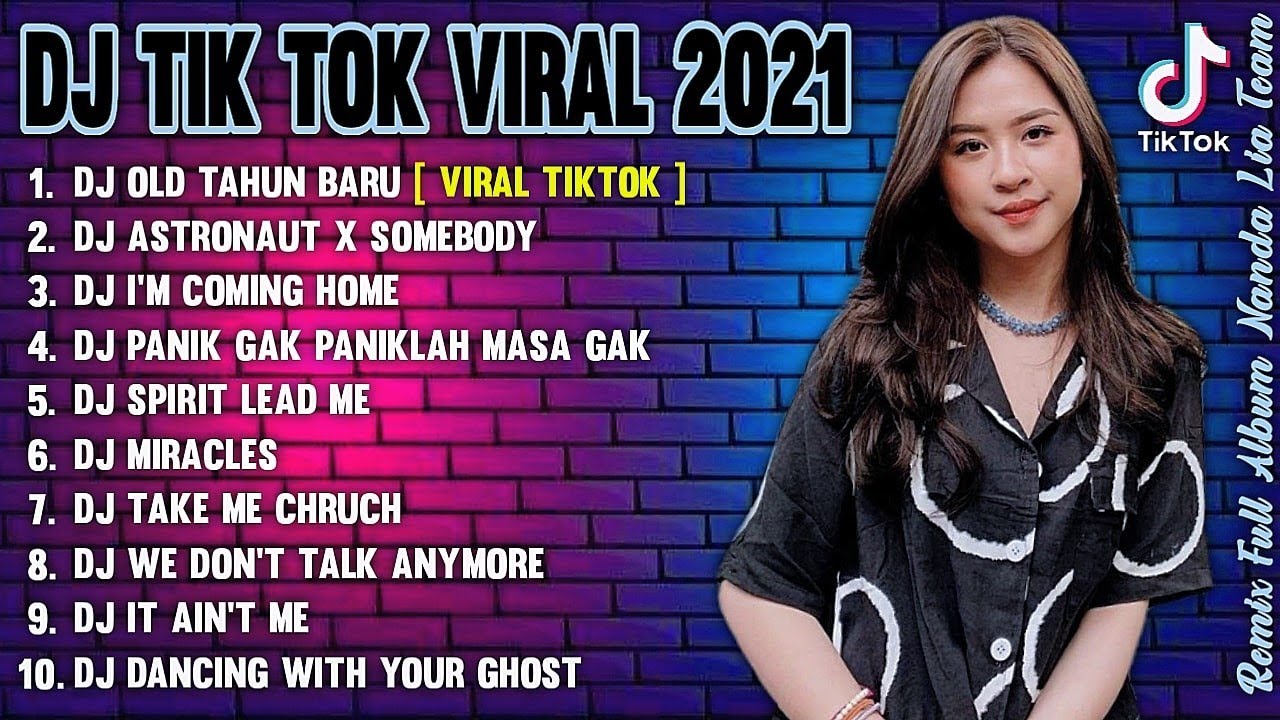 DJ TIK TOK VIRAL 2021
1. DJ OLD TAHUN BARU [ VIRAL TIKTOK ]
2. DJ ASTRONAUT X SOMEBODY
3. DJ I'M COMING HOME
4. DJ PANIK GAK PANIKLAH MASA GAK
5. DJ SPIRIT LEAD ME
6. DJ MIRACLES
7. DJ TAKE ME CHRUCH
8. DJ WE DON'T TALK ANYMORE
9. DJ IT AIN'T ME
10. DJ DANCING WITH YOUR GHOST
TikTok
Remix Full Album Nanda Lia Team